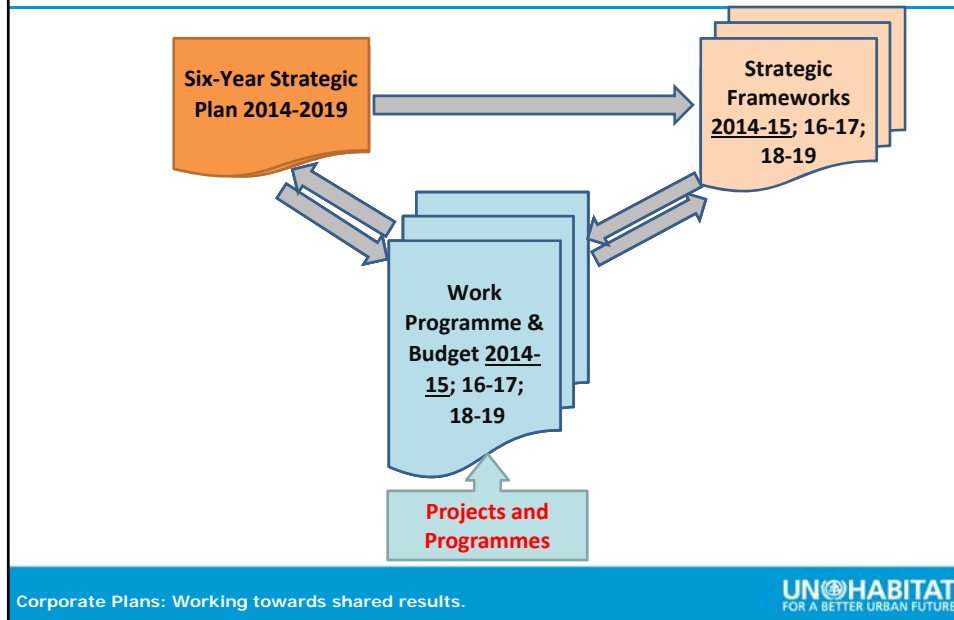 Six-Year Strategic
Plan 2014-2019
Strategic
Frameworks
2014-15; 16-17;
18-19
Work
Programme &
Budget 2014-
15; 16-17;
18-19
Projects and
Programmes
Corporate Plans: Working towards shared results.
UN HABITAT
FOR A BETTER URBAN FUTURE